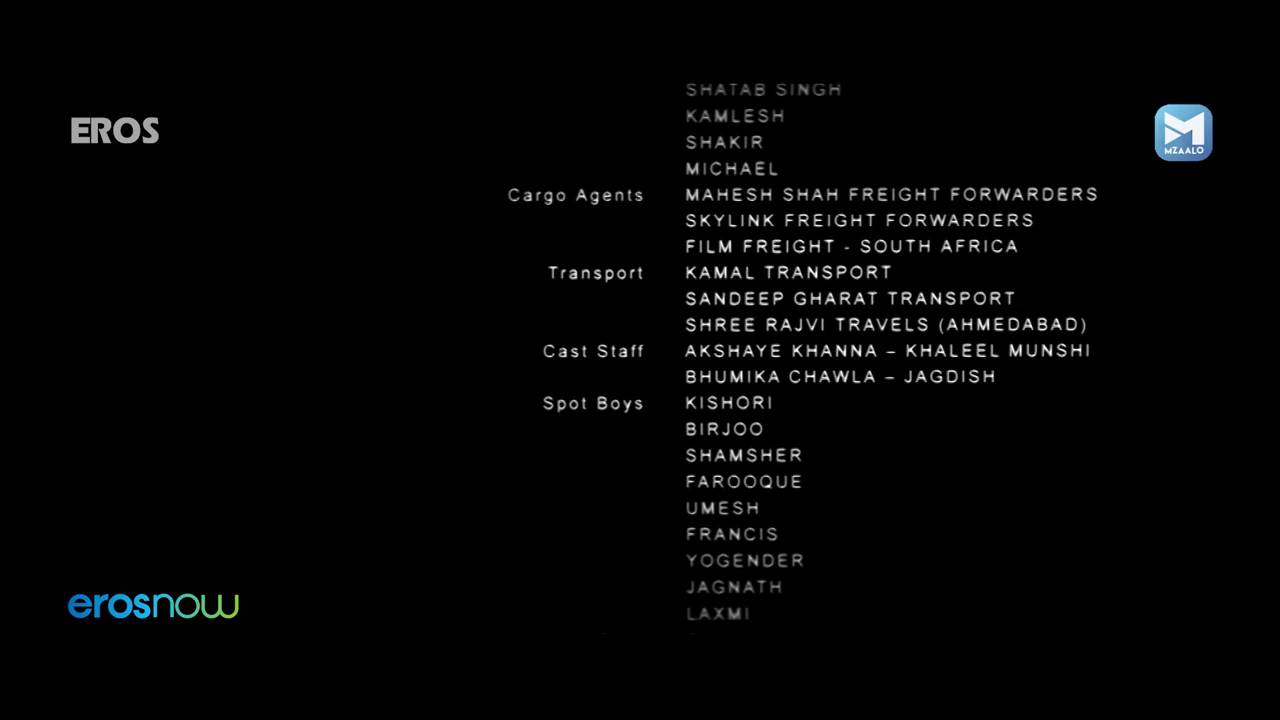 SHATAB SINGH
KAMLESH
EROS
MZAALO
SHAKIR
MICHAEL
Cargo Agents MAHESH SHAH FREIGHT FORWARDERS
SKYLINK FREIGHT FORWARDERS
FILM FREIGHT - SOUTH AFRICA
Transport KAMAL TRANSPORT
SANDEEP GHARAT TRANSPORT
SHREE RAJVI TRAVELS (AHMEDABAD)
Cast Staff AKSHAYE KHANNA – KHALEEL MUNSHI
BHUMIKA CHAWLA – JAGDISH
Spot Boys KISHORI
BIRJOO
SHAMSHER
FAROOQUE
UMESH
FRANCIS
YOGENDER
JAGNATH
LAXMI
erosnow